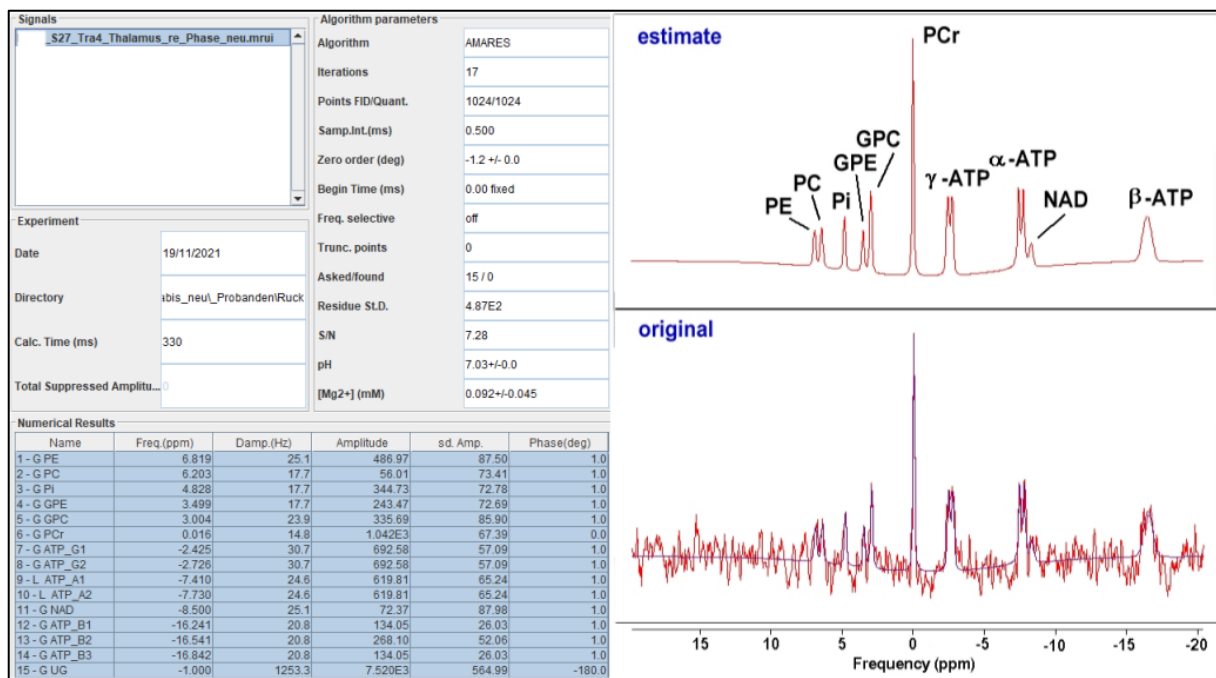 Signals
_S27_Tra4_Thalamus_re_Phase_neu.mrui
Experiment
Date 19/11/2021
Directory abis_neu\_Probanden\Ruck
Calc. Time (ms) 330
Total Suppressed Amplitu... 0
Algorithm parameters
Algorithm AMARES
Iterations 17
Points FID/Quant. 1024/1024
Samp.Int.(ms) 0.500
Zero order (deg) -1.2 +/- 0.0
Begin Time (ms) 0.00 fixed
Freq. selective off
Trunc. points 0
Asked/found 15 / 0
Residue St.D. 4.87E2
S/N 7.28
pH 7.03+/-0.0
[Mg2+] (mM) 0.092+/-0.045
Numerical Results
Name Freq.(ppm) Damp.(Hz) Amplitude sd. Amp. Phase(deg)
1 - G PE 6.819 25.1 486.97 87.50 1.0
2 - G PC 6.203 17.7 56.01 73.41 1.0
3 - G Pi 4.828 17.7 344.73 72.78 1.0
4 - G GPE 3.499 17.7 243.47 72.69 1.0
5 - G GPC 3.004 23.9 335.69 85.90 1.0
6 - G PCr 0.016 14.8 1.042E3 67.39 0.0
7 - G ATP_G1 -2.425 30.7 692.58 57.09 1.0
8 - G ATP_G2 -2.726 30.7 692.58 57.09 1.0
9 - L ATP_A1 -7.410 24.6 619.81 65.24 1.0
10 - L ATP_A2 -7.730 24.6 619.81 65.24 1.0
11 - G NAD -8.500 25.1 72.37 87.98 1.0
12 - G ATP_B1 -16.241 20.8 134.05 26.03 1.0
13 - G ATP_B2 -16.541 20.8 268.10 52.06 1.0
14 - G ATP_B3 -16.842 20.8 134.05 26.03 1.0
15 - G UG -1.000 1253.3 7.520E3 564.99 -180.0
estimate
PCr
GPC
GPE
α-ATP
PC
γ-ATP
PE
Pi
NAD
β-ATP
original
15 10 5 0 -5 -10 -15 -20
Frequency (ppm)